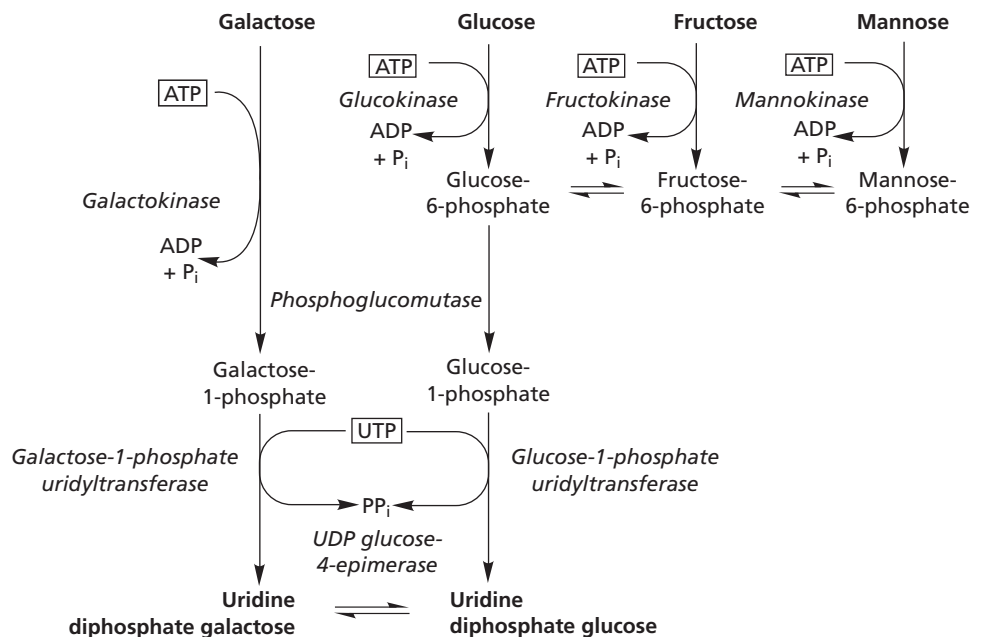 Galactose Glucose Fructose Mannose
ATP ATP ATP
ATP Glucokinase Fructokinase Mannokinase
ADP ADP ADP
+ Pi + Pi + Pi
Glucose- Fructose- Mannose-
6-phosphate 6-phosphate 6-phosphate
Galactokinase
ADP
+ Pi
Phosphoglucomutase
Galactose- Glucose-
1-phosphate 1-phosphate
UTP
Galactose-1-phosphate Glucose-1-phosphate
uridyltransferase uridyltransferase
PPi
UDP glucose-
4-epimerase
Uridine Uridine
diphosphate galactose diphosphate glucose